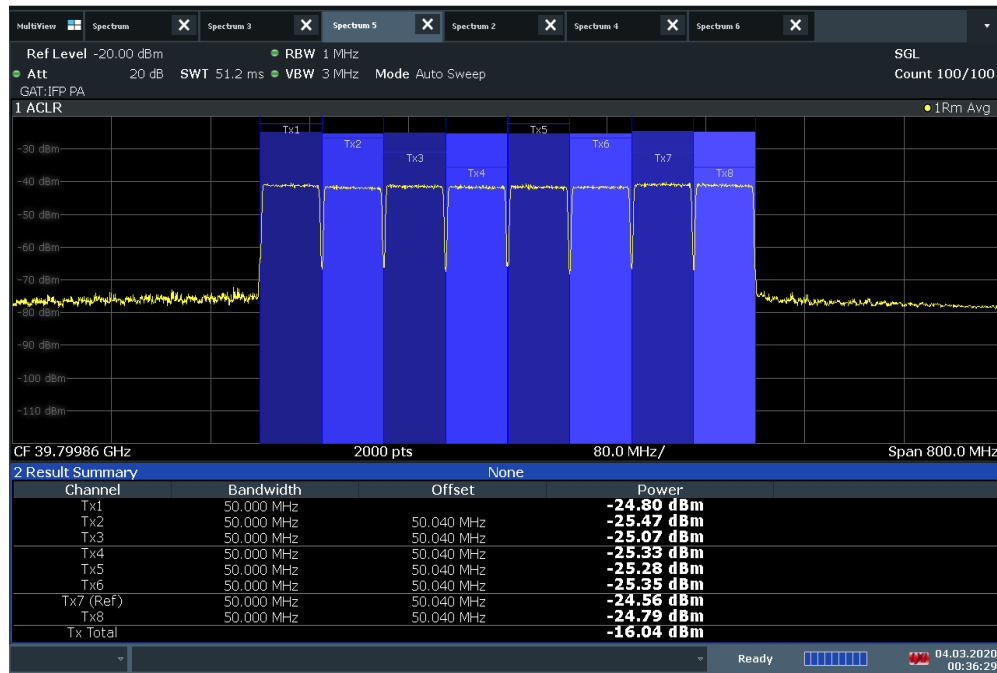 MultiView Spectrum X Spectrum 3 X Spectrum 5 X Spectrum 2 X Spectrum 4 X Spectrum 6 X
Ref Level -20.00 dBm RBW 1 MHz SGL
Att 20 dB SWT 51.2 ms VBW 3 MHz Mode Auto Sweep Count 100/100
GAT:IFP PA
1 ACLR 1Rm Avg
Tx1 Tx5
Tx2 Tx6
-30 dBm
Tx3 Tx7
Tx4 Tx8
-40 dBm
-50 dBm
-60 dBm
-70 dBm
-80 dBm
-90 dBm
-100 dBm
-110 dBm
CF 39.79986 GHz 2000 pts 80.0 MHz/ Span 800.0 MHz
2 Result Summary None
Channel Bandwidth Offset Power
Tx1 50.000 MHz -24.80 dBm
Tx2 50.000 MHz 50.040 MHz -25.47 dBm
Tx3 50.000 MHz 50.040 MHz -25.07 dBm
Tx4 50.000 MHz 50.040 MHz -25.33 dBm
Tx5 50.000 MHz 50.040 MHz -25.28 dBm
Tx6 50.000 MHz 50.040 MHz -25.35 dBm
Tx7 (Ref) 50.000 MHz 50.040 MHz -24.56 dBm
Tx8 50.000 MHz 50.040 MHz -24.79 dBm
Tx Total -16.04 dBm
Ready 04.03.2020
00:36:29